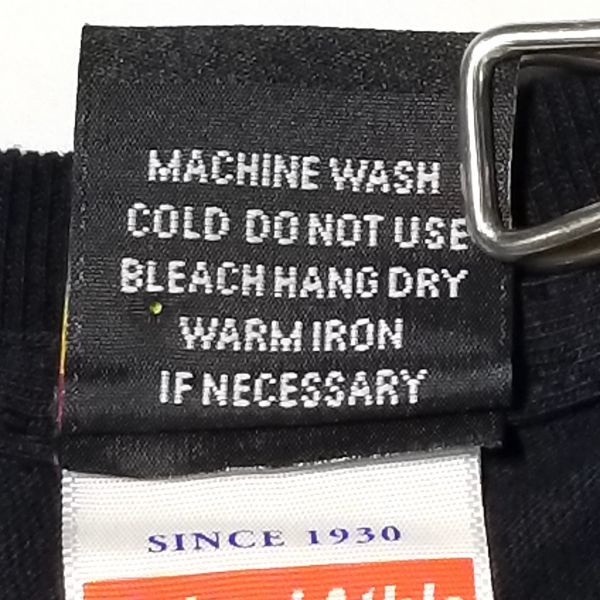 MACHINE WASH
COLD DO NOT USE
BLEACH HANG DRY
WARM IRON
IF NECESSARY
SINCE 1930